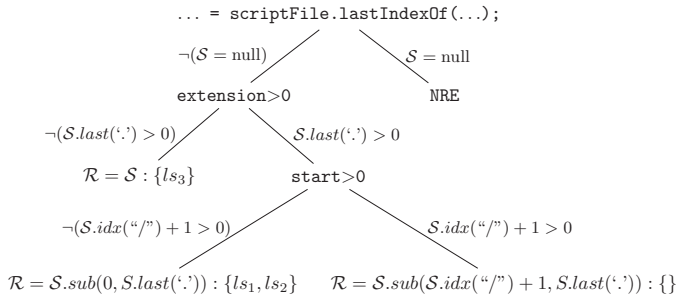 ... = scriptFile.lastIndexOf(...);
¬(𝒮 = null) 𝒮 = null
extension>0 NRE
¬(𝒮.last(‘.’) > 0) 𝒮.last(‘.’) > 0
ℛ = 𝒮 : {ls₃} start>0
¬(𝒮.idx(“/”) + 1 > 0) 𝒮.idx(“/”) + 1 > 0
ℛ = 𝒮.sub(0, S.last(‘.’)) : {ls₁, ls₂} ℛ = 𝒮.sub(𝒮.idx(“/”) + 1, S.last(‘.’)) : {}